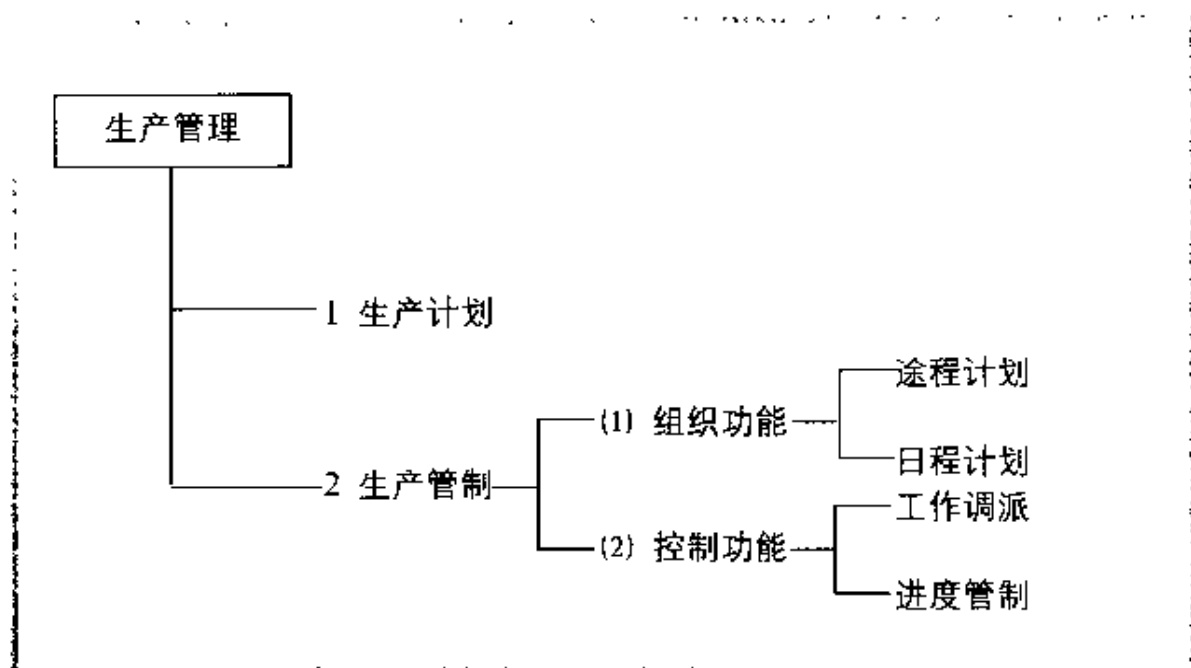 生产管理
1 生产计划
途程计划
(1) 组织功能
日程计划
2 生产管制
工作调派
(2) 控制功能
进度管制